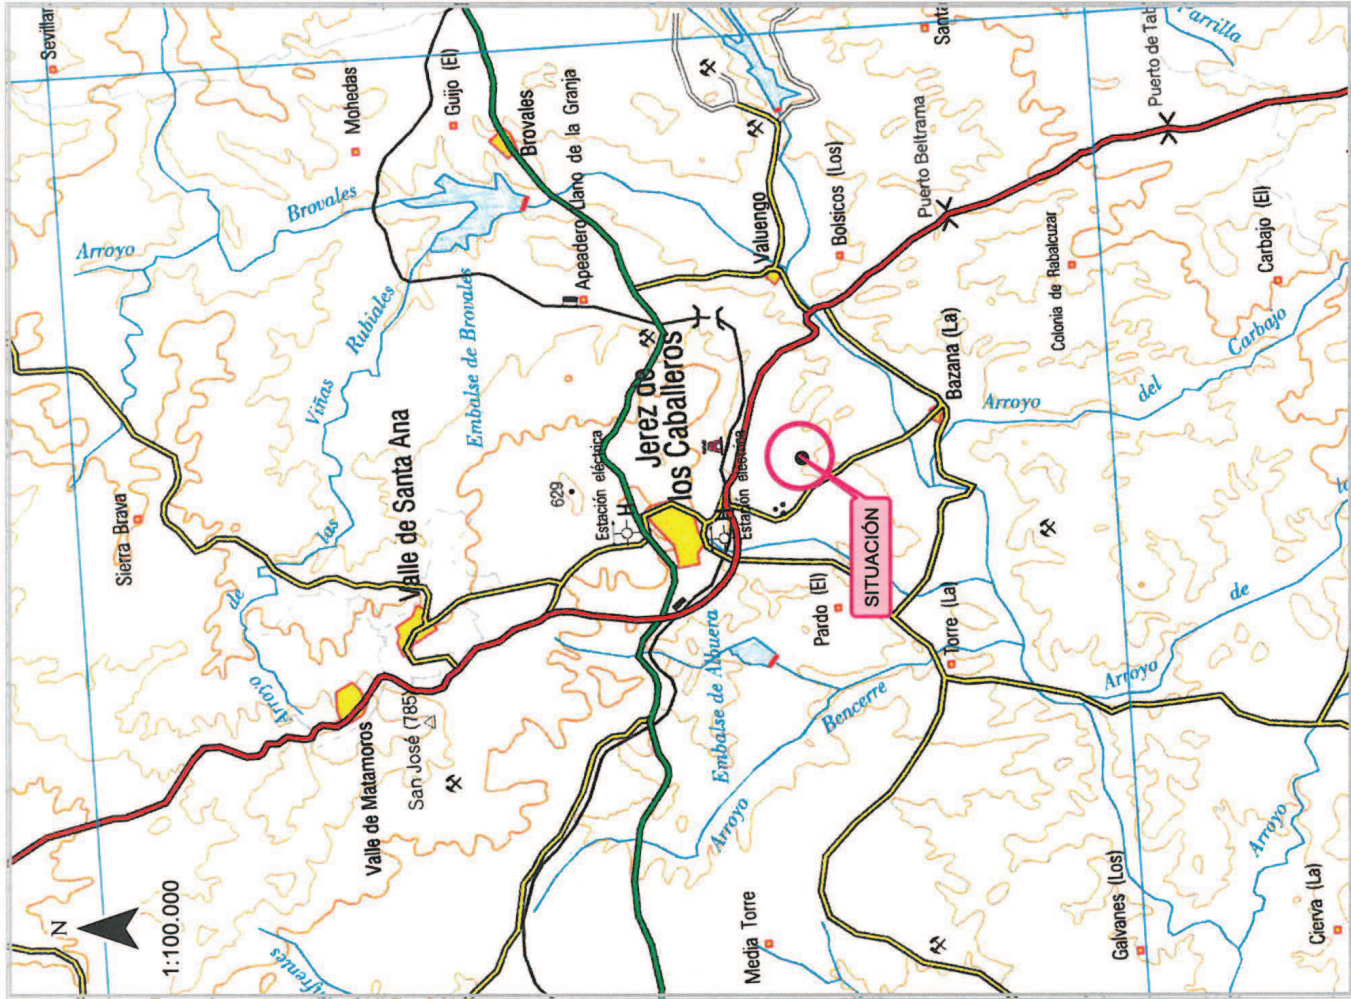 N
1:100.000
Sevillar
Mohedas
Guijo (El)
Brovales
Apeadero Llano de la Granja
Arroyo
Brovales
Embalse de Brovales
Arroyo
de
las
Viñas
Rubiales
Sierra Brava
Valle de Santa Ana
Valle de Matamoros
San José (785)
629
Estación eléctrica
H
Jerez de
los Caballeros
Estación eléctrica
Valuengo
Bolsicos (Los)
Puerto Beltrama
Puerto de Tab
Parrilla
Santa
Colonia de Rabalcuzar
Carbajo (El)
Bazana (La)
Arroyo
del
Carbajo
SITUACIÓN
Pardo (El)
Torre (La)
Embalse de Albuera
Arroyo
Bencerre
Arroyo
de
Media Torre
Galvanes (Los)
Arroyo
Cierva (La)